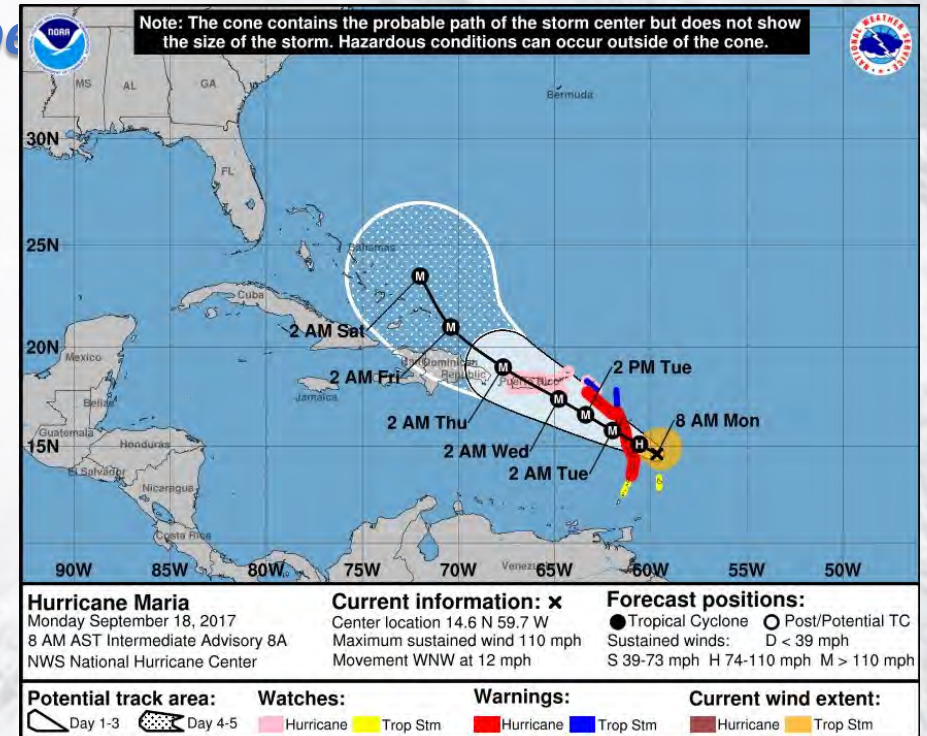 ne
Note: The cone contains the probable path of the storm center but does not show
the size of the storm. Hazardous conditions can occur outside of the cone.
NOAA
NATIONAL WEATHER SERVICE
MS
AL
GA
Bermuda
30N
FL
25N
Bahamas
Cuba
2 AM Sat
20N
Mexico
Dominican
Republic
Puerto Rico
2 PM Tue
2 AM Fri
Jamaica
Belize
2 AM Thu
8 AM Mon
Guatemala
Honduras
2 AM Wed
15N
El Salvador
2 AM Tue
Nicaragua
Costa Rica
M
M
M
M
M
M
H
90W 85W 80W 75W 70W 65W 60W 55W 50W
Hurricane Maria
Monday September 18, 2017
8 AM AST Intermediate Advisory 8A
NWS National Hurricane Center
Current information: ×
Center location 14.6 N 59.7 W
Maximum sustained wind 110 mph
Movement WNW at 12 mph
Forecast positions:
Tropical Cyclone Post/Potential TC
Sustained winds: D < 39 mph
S 39-73 mph H 74-110 mph M > 110 mph
Potential track area:
Day 1-3 Day 4-5
Watches:
Hurricane Trop Stm
Warnings:
Hurricane Trop Stm
Current wind extent:
Hurricane Trop Stm